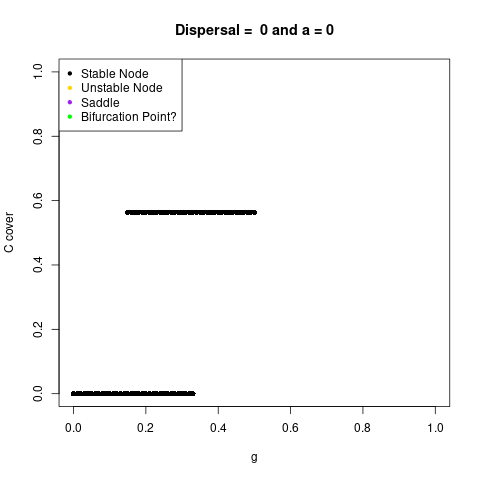 Dispersal =  0 and a = 0
Stable Node
Unstable Node
Saddle
Bifurcation Point?
C cover
1.0
0.8
0.6
0.4
0.2
0.0
0.0 0.2 0.4 0.6 0.8 1.0
g